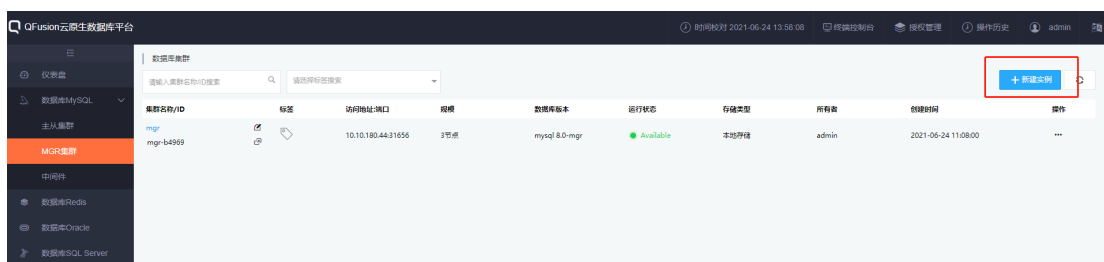 QFusion云原生数据库平台
时间校对 2021-06-24 13:58:08 终端控制台 授权管理 操作历史 admin
数据库集群
仪表盘
请输入集群名称/ID搜索 请选择标签搜索 新建实例
数据库MySQL
集群名称/ID 标签 访问地址:端口 规模 数据库版本 运行状态 存储类型 所有者 创建时间 操作
主从集群
mgr
mgr-b4969 10.10.180.44:31656 3节点 mysql 8.0-mgr Available 本地存储 admin 2021-06-24 11:08:00
MGR集群
中间件
数据库Redis
数据库Oracle
数据库SQL Server